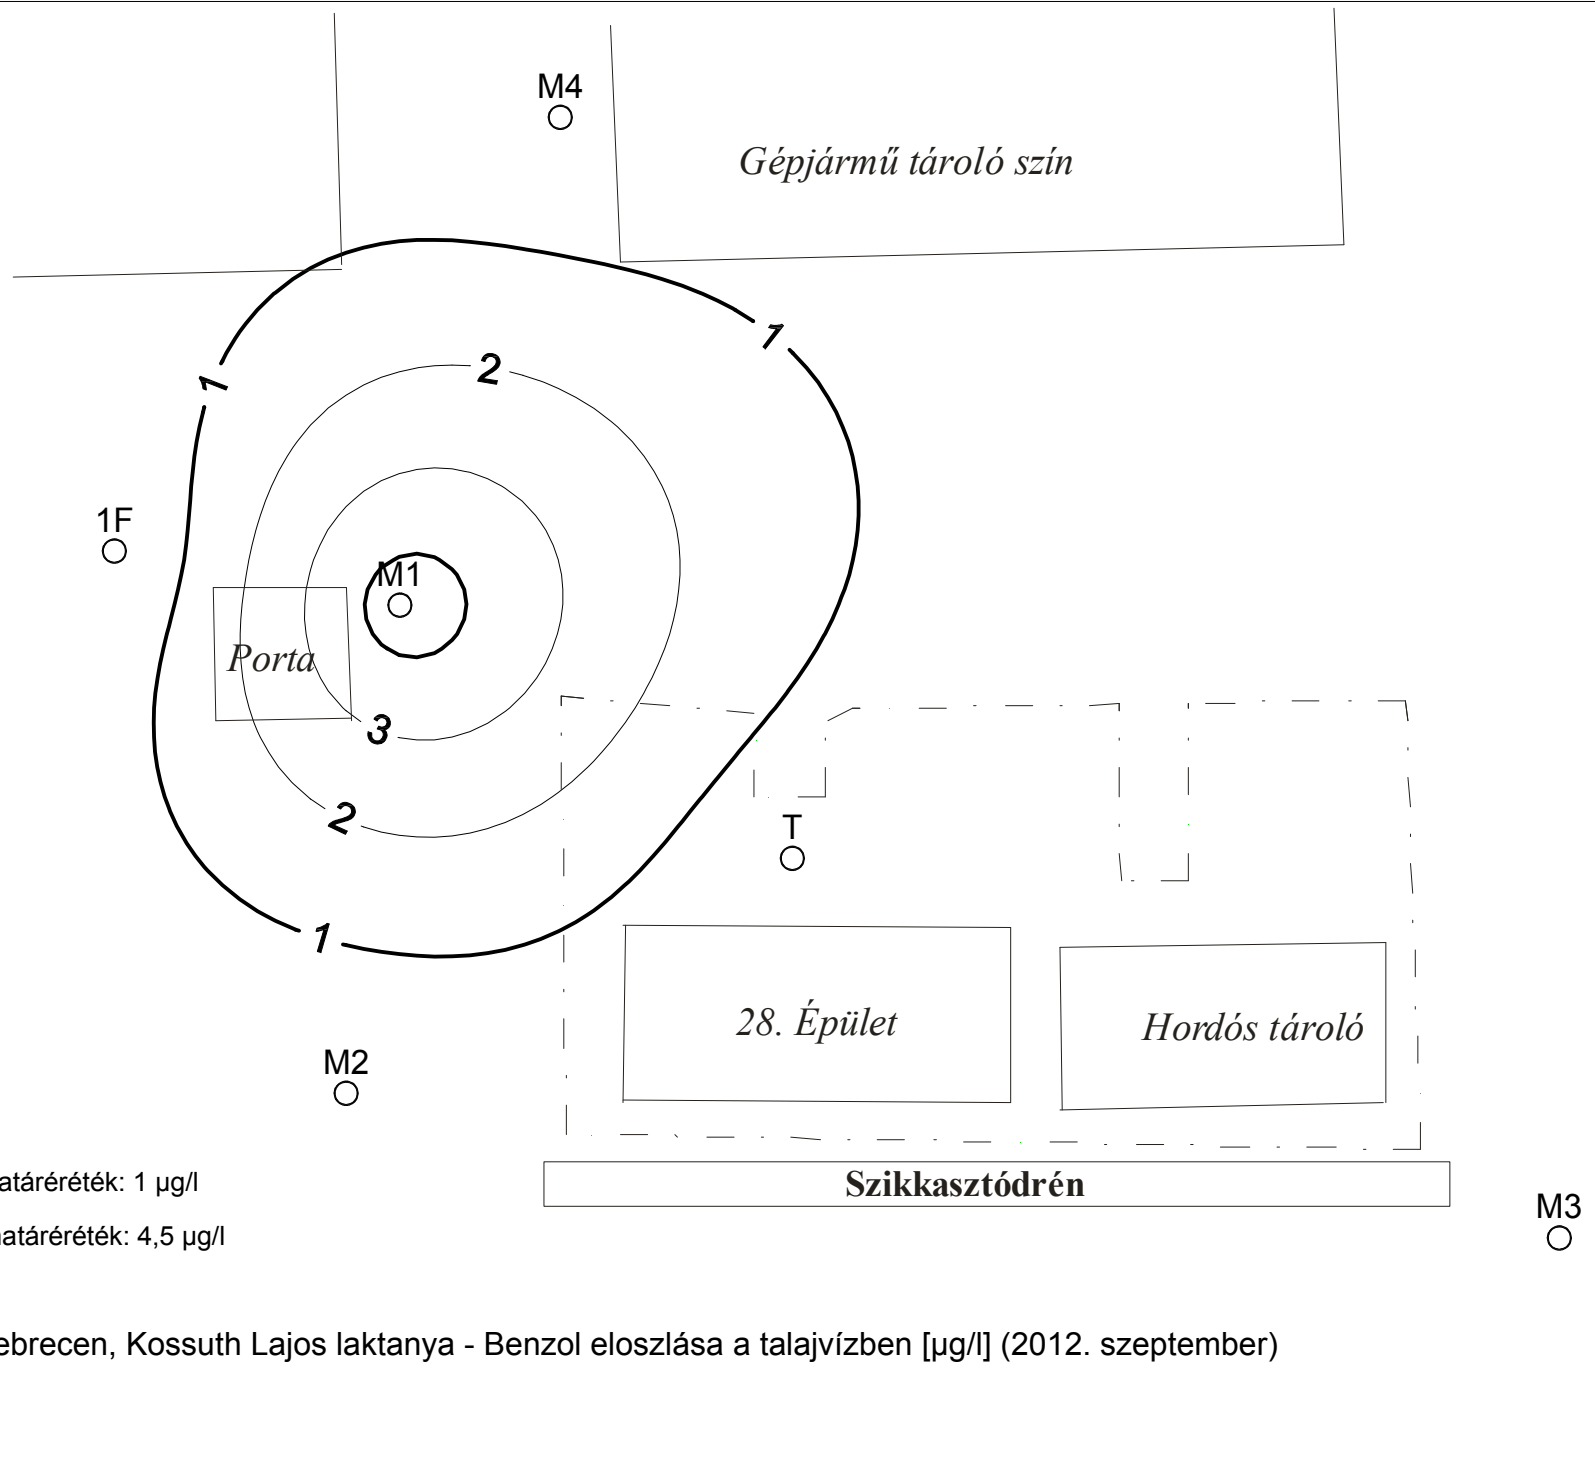 M4
Gépjármű tároló szín
1
1
2
1F
M1
Porta
3
2
T
1
28. Épület
Hordós tároló
M2
atáréréték: 1 µg/l
Szikkasztódrén
M3
atáréréték: 4,5 µg/l
ebrecen, Kossuth Lajos laktanya - Benzol eloszlása a talajvízben [µg/l] (2012. szeptember)